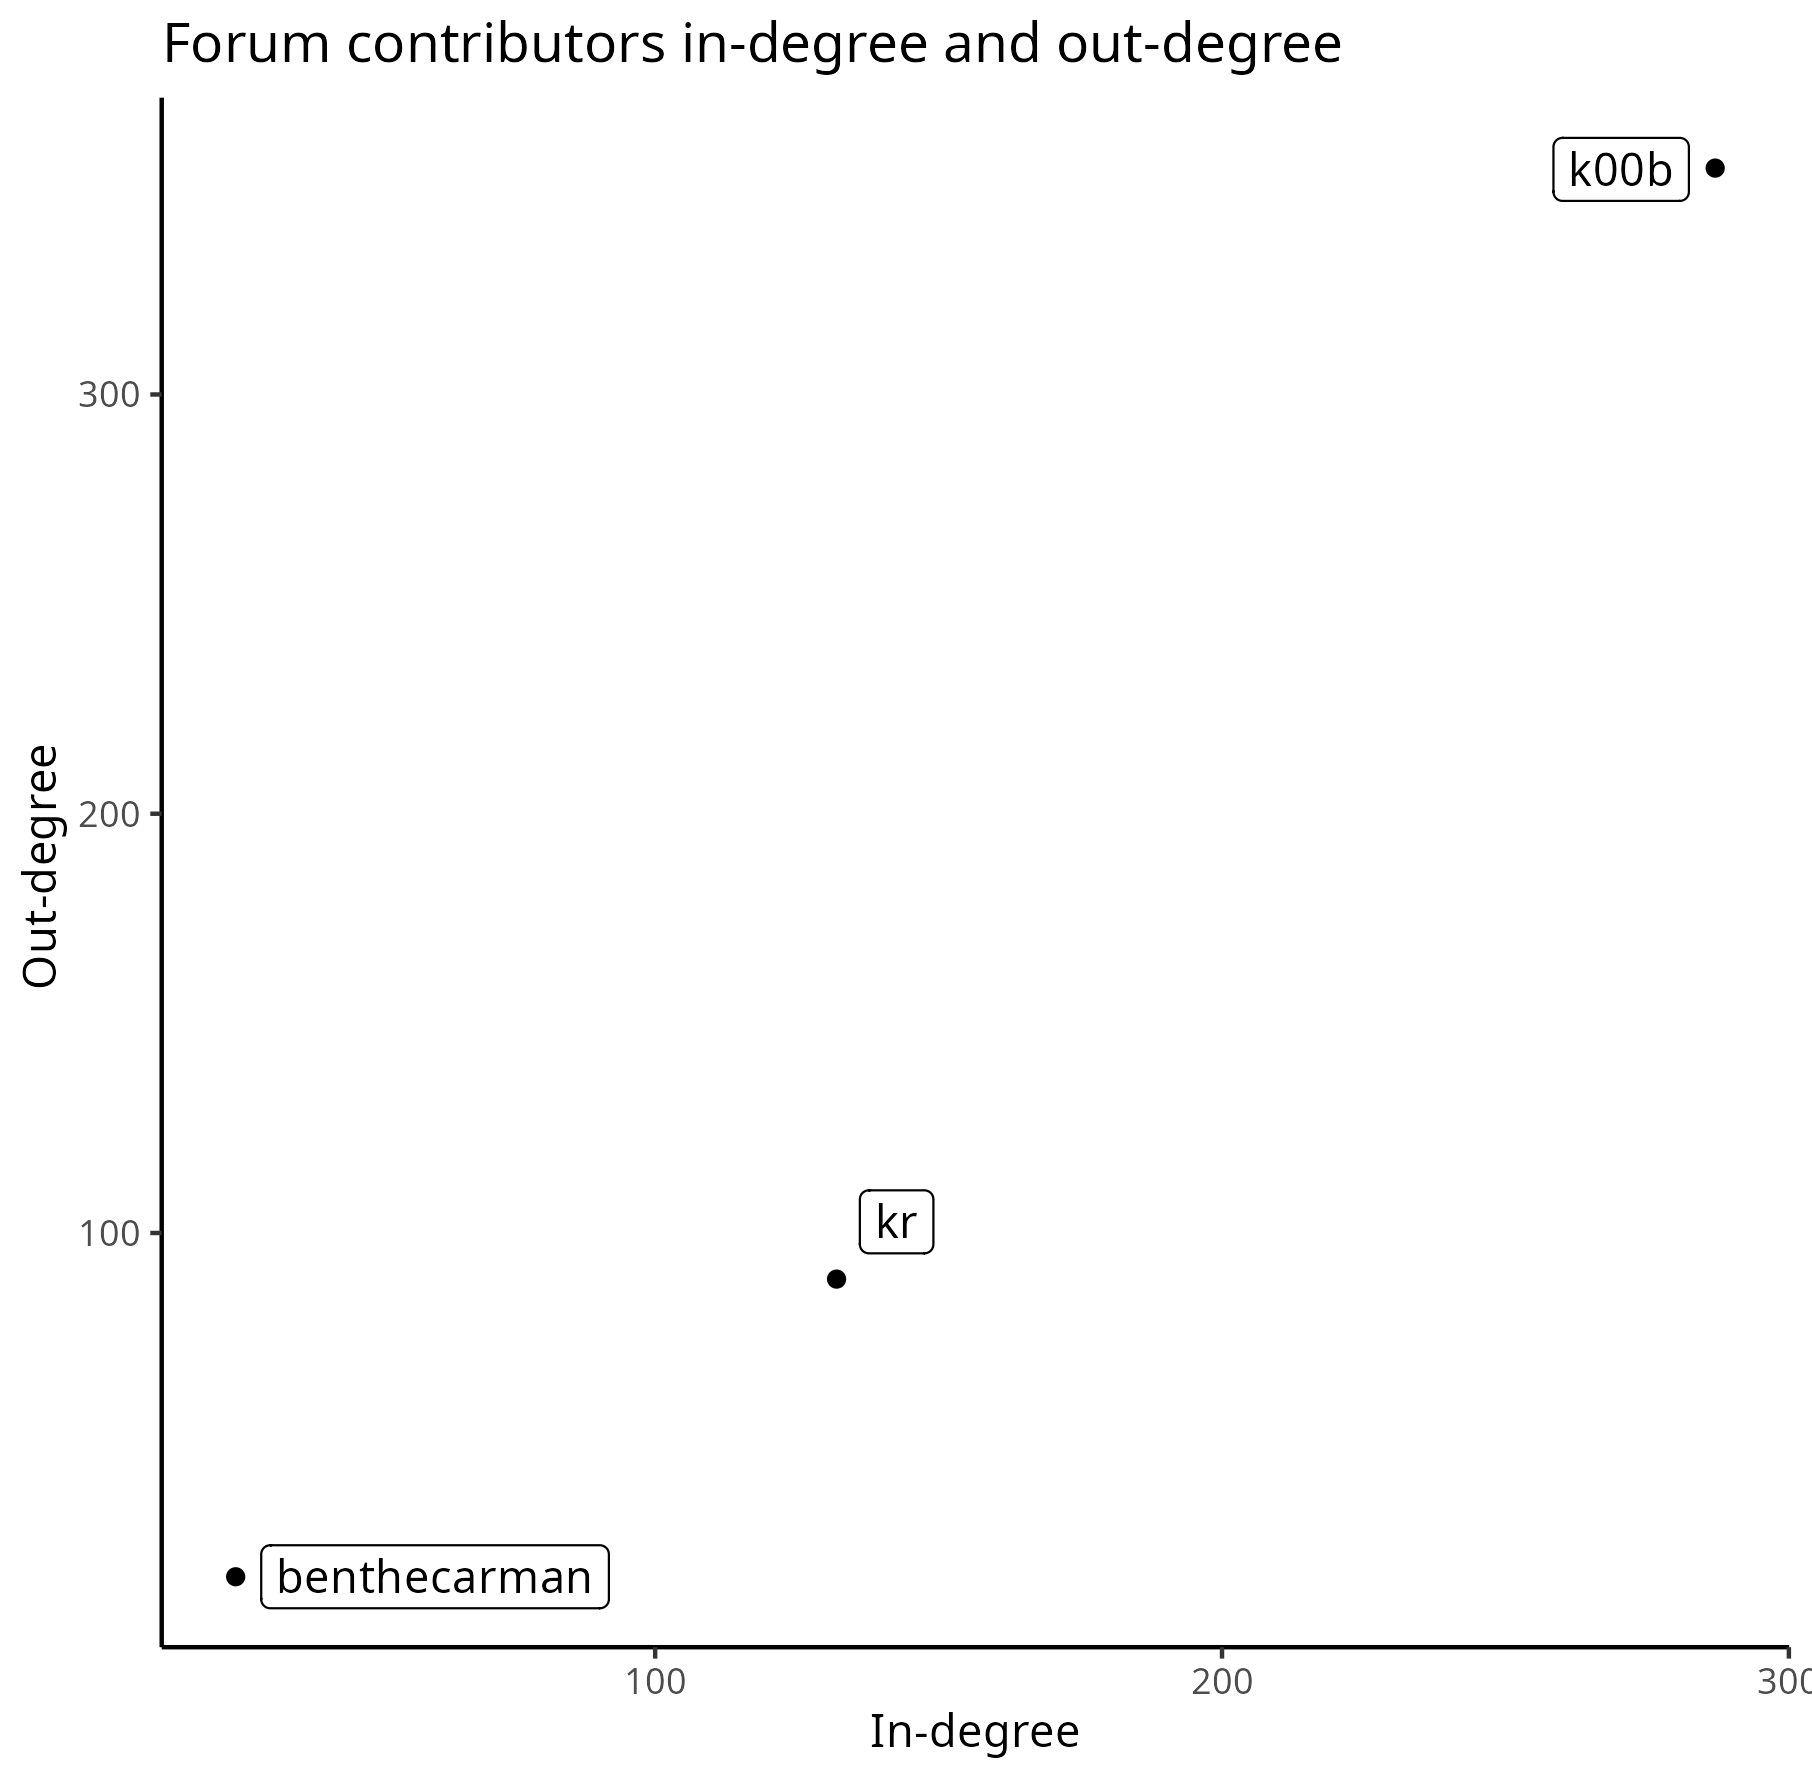 Forum contributors in-degree and out-degree
k00b
300
Out-degree
200
kr
100
benthecarman
100
200
300
In-degree